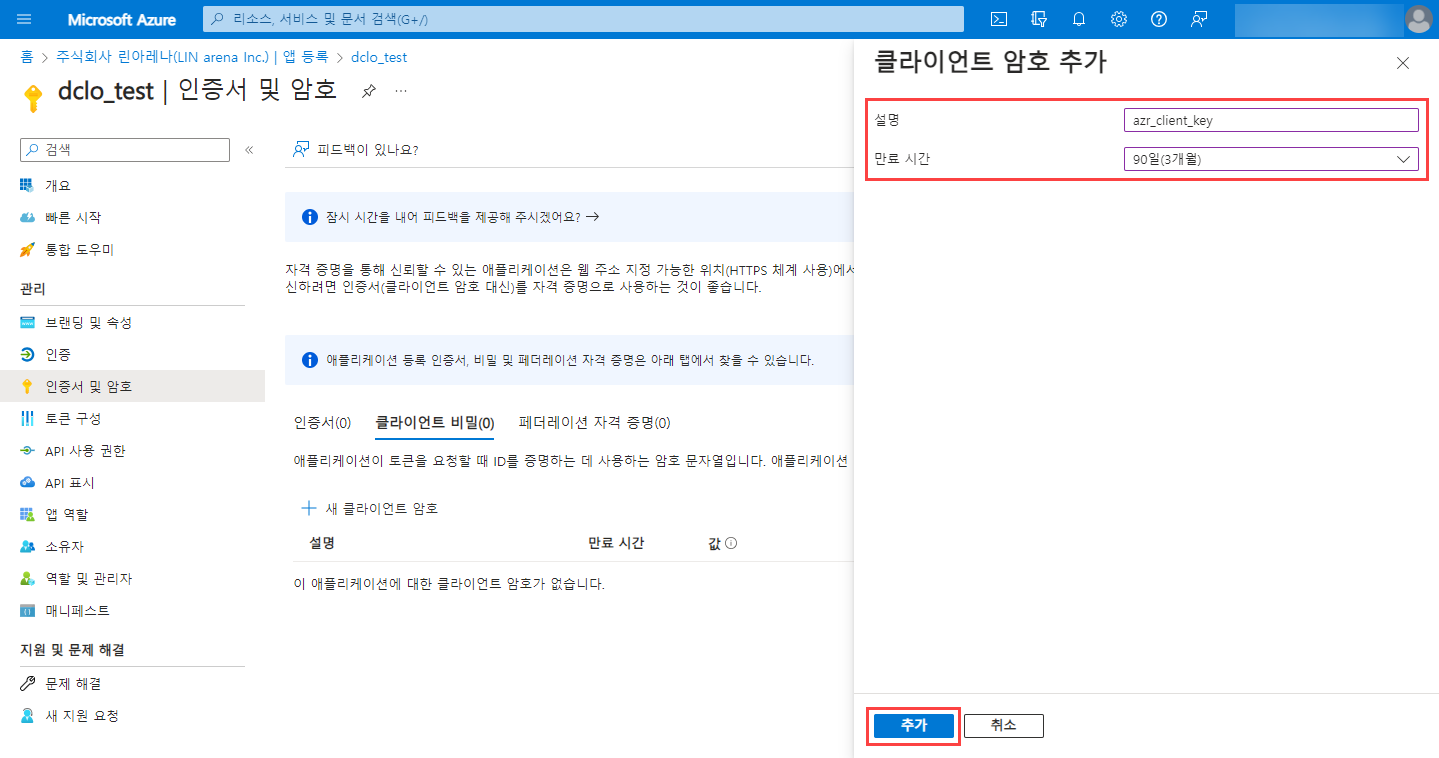 Microsoft Azure
리소스, 서비스 및 문서 검색(G+/)
홈 > 주식회사 린아레나(LIN arena Inc.) | 앱 등록 > dclo_test
dclo_test | 인증서 및 암호
검색
개요
빠른 시작
통합 도우미
관리
브랜딩 및 속성
인증
인증서 및 암호
토큰 구성
API 사용 권한
API 표시
앱 역할
소유자
역할 및 관리자
매니페스트
지원 및 문제 해결
문제 해결
새 지원 요청
피드백이 있나요?
잠시 시간을 내어 피드백을 제공해 주시겠어요? →
자격 증명을 통해 신뢰할 수 있는 애플리케이션은 웹 주소 지정 가능한 위치(HTTPS 체계 사용)에서
신하려면 인증서(클라이언트 암호 대신)를 자격 증명으로 사용하는 것이 좋습니다.
애플리케이션 등록 인증서, 비밀 및 페더레이션 자격 증명은 아래 탭에서 찾을 수 있습니다.
인증서(0) 클라이언트 비밀(0) 페더레이션 자격 증명(0)
애플리케이션이 토큰을 요청할 때 ID를 증명하는 데 사용하는 암호 문자열입니다. 애플리케이션
새 클라이언트 암호
설명 만료 시간 값
이 애플리케이션에 대한 클라이언트 암호가 없습니다.
클라이언트 암호 추가
설명 azr_client_key
만료 시간 90일(3개월)
추가 취소